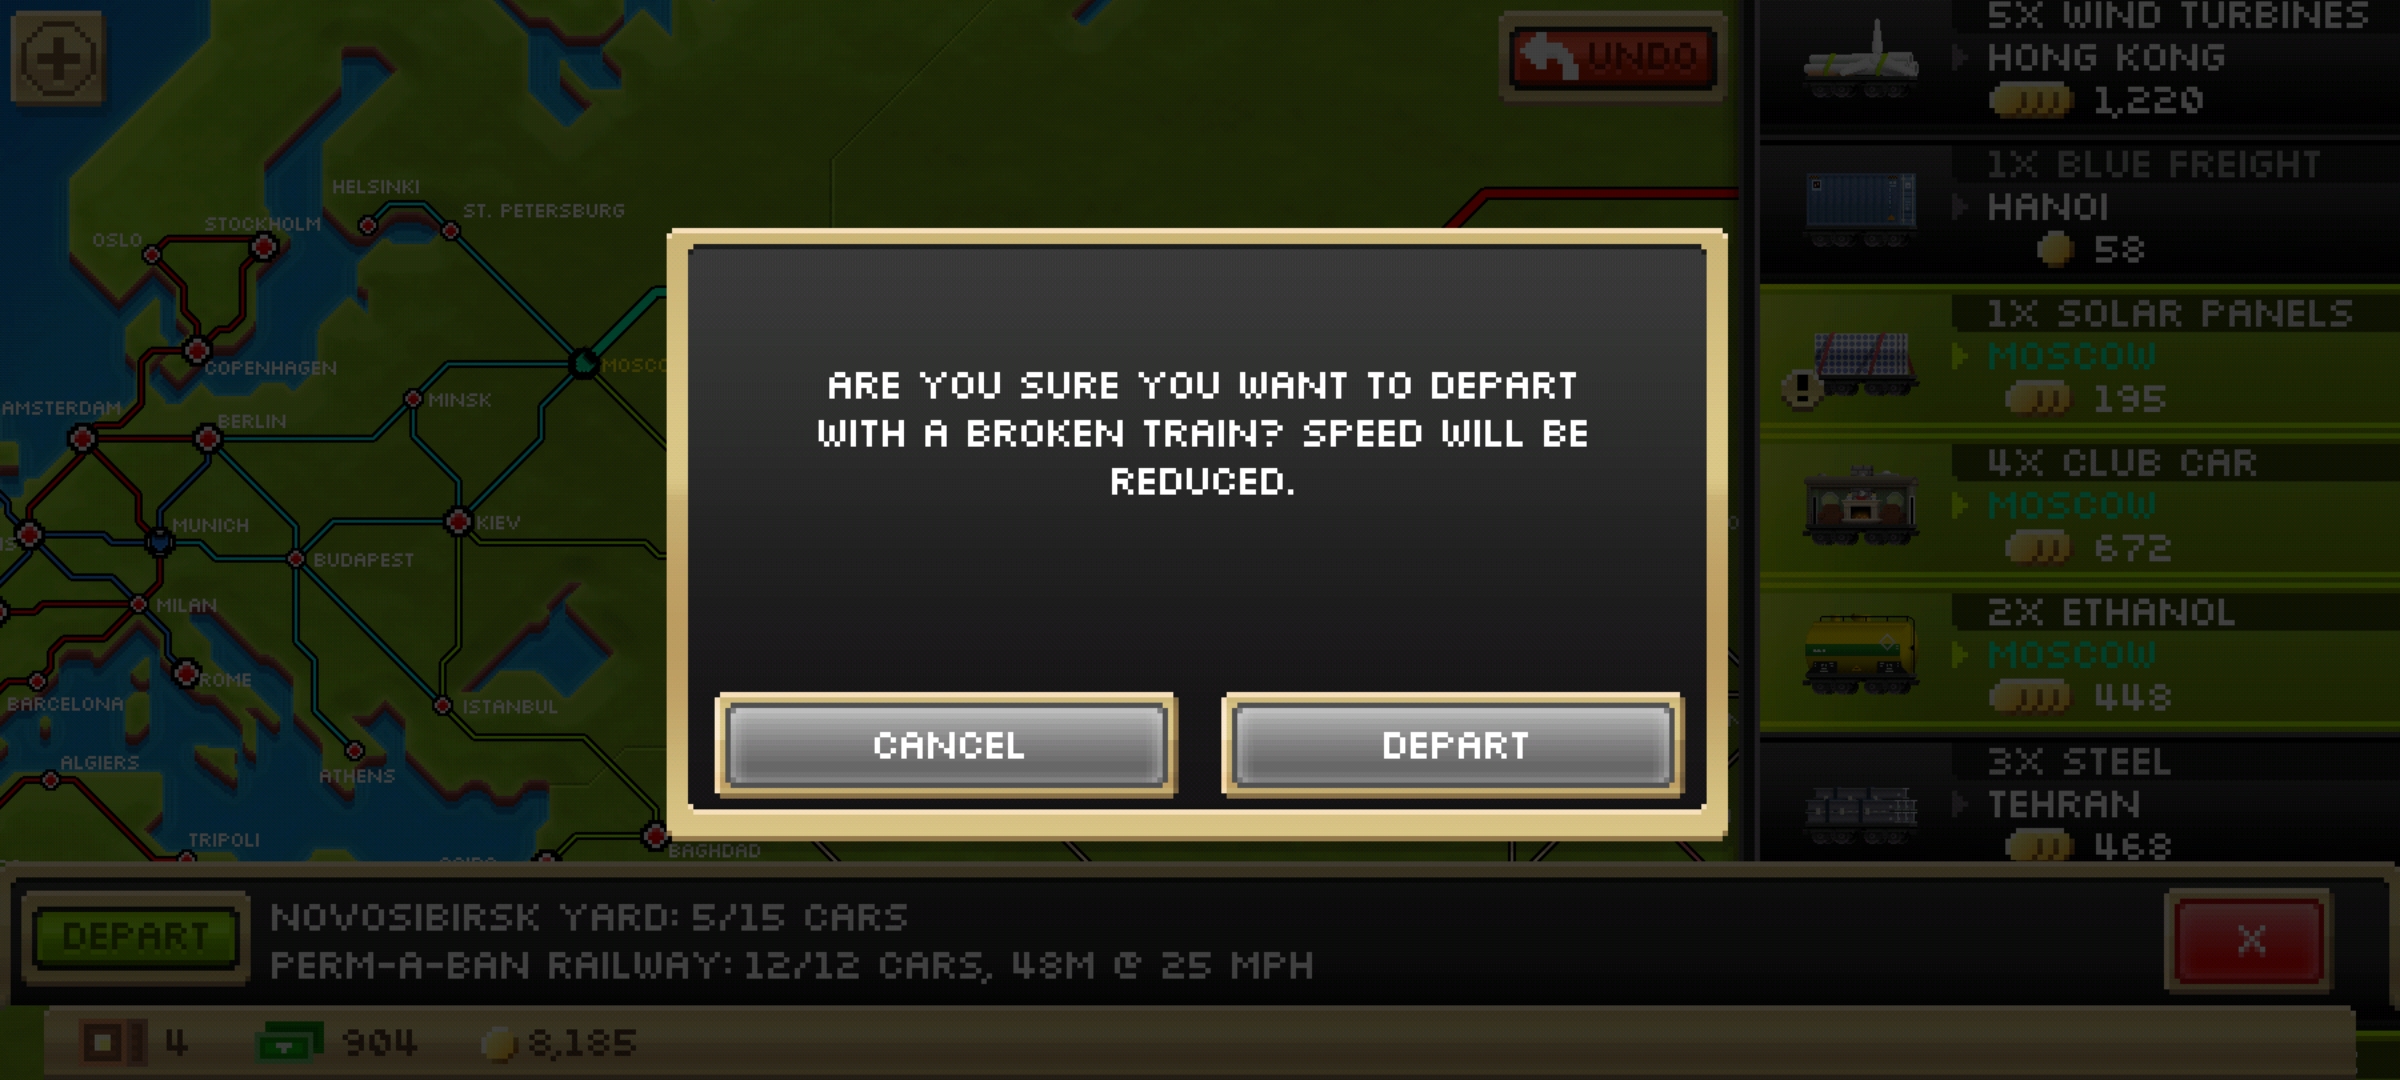 UNDO
5X WIND TURBINES
HONG KONG
1,220
1X BLUE FREIGHT
HANOI
58
1X SOLAR PANELS
MOSCOW
195
4X CLUB CAR
MOSCOW
672
2X ETHANOL
MOSCOW
448
3X STEEL
TEHRAN
468
HELSINKI
ST. PETERSBURG
STOCKHOLM
OSLO
COPENHAGEN
MOSCO
MINSK
AMSTERDAM
BERLIN
MUNICH
KIEV
BUDAPEST
MILAN
ROME
BARCELONA
ISTANBUL
ALGIERS
ATHENS
TRIPOLI
BAGHDAD
ARE YOU SURE YOU WANT TO DEPART
WITH A BROKEN TRAIN? SPEED WILL BE
REDUCED.
CANCEL
DEPART
DEPART
NOVOSIBIRSK YARD: 5/15 CARS
PERM-A-BAN RAILWAY: 12/12 CARS, 48M @ 25 MPH
X
4
904
8,185